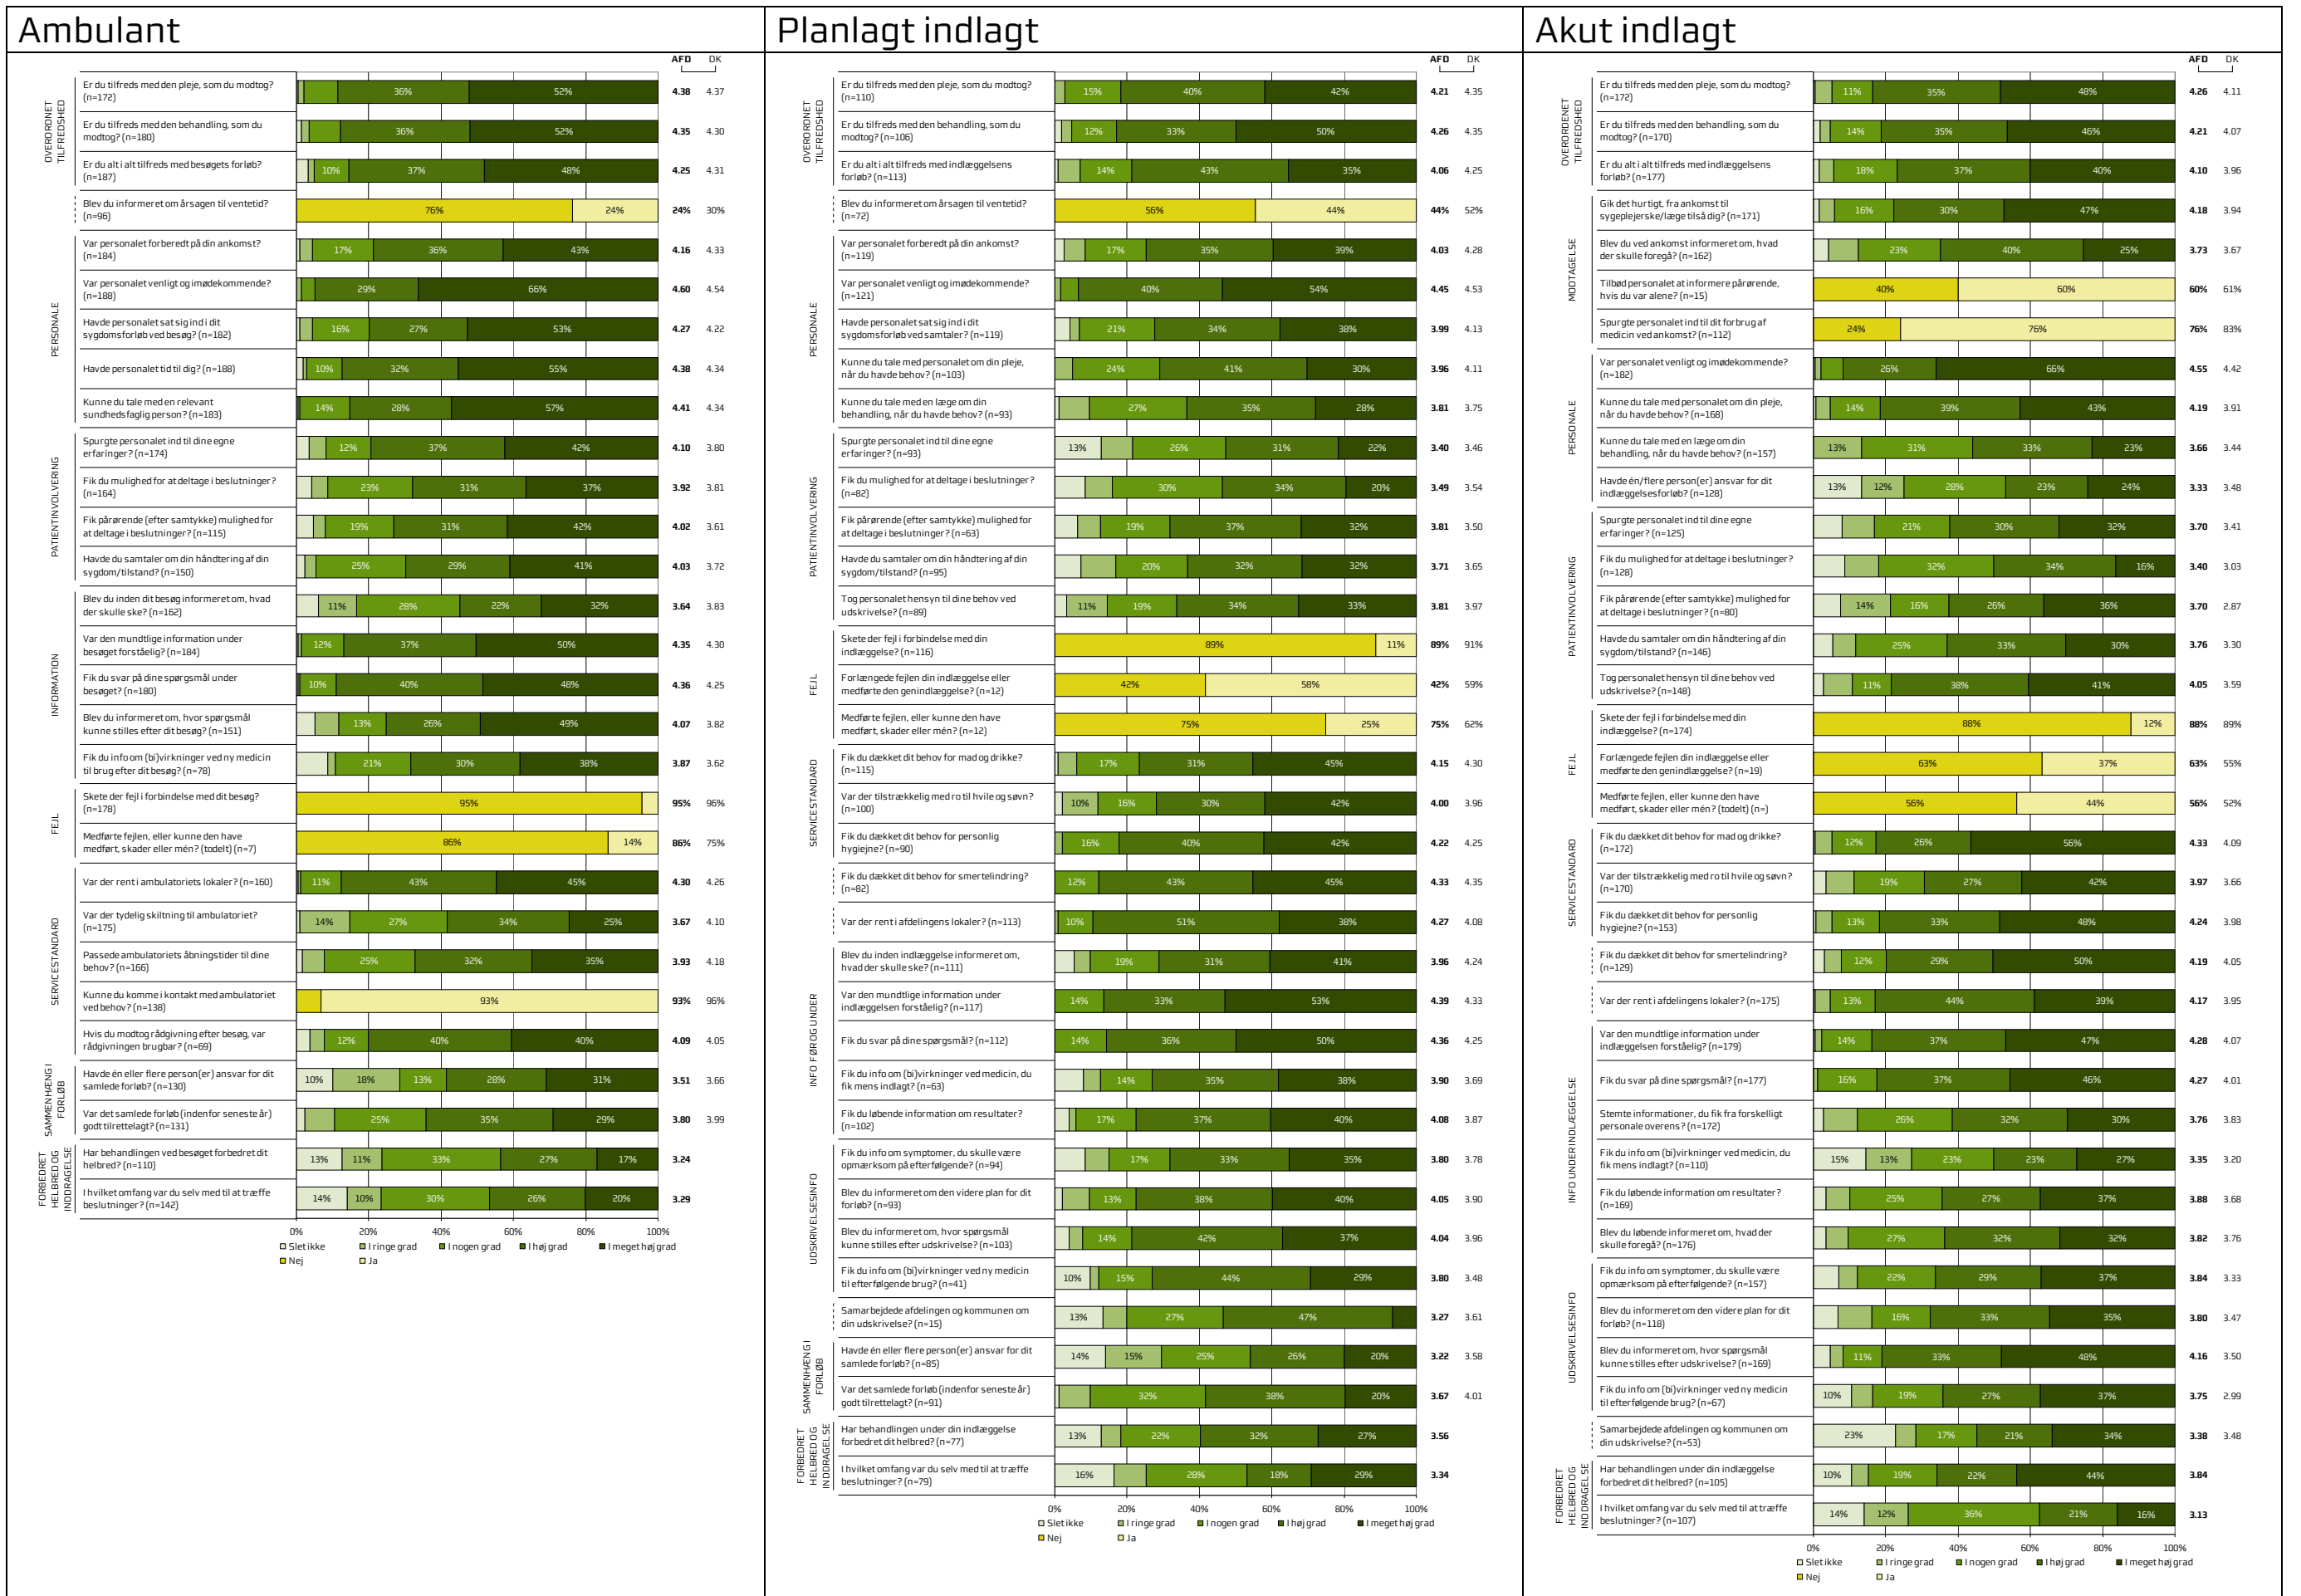 Ambulant
AFD DK
OVERORDNET
TILFREDSHED
Er du tilfreds med den pleje, som du modtog?
(n=172)
36% 52% 4.38 4.37
Er du tilfreds med den behandling, som du
modtog? (n=180)
36% 52% 4.35 4.30
Er du alt i alt tilfreds med besøgets forløb?
(n=187)
10% 37% 48% 4.25 4.31
Blev du informeret om årsagen til ventetid?
(n=96)
76% 24% 24% 30%
PERSONALE
Var personalet forberedt på din ankomst?
(n=184)
17% 36% 43% 4.16 4.33
Var personalet venligt og imødekommende?
(n=188)
29% 66% 4.60 4.54
Havde personalet sat sig ind i dit
sygdomsforløb ved besøg? (n=182)
16% 27% 53% 4.27 4.22
Havde personalet tid til dig? (n=188)
10% 32% 55% 4.38 4.34
Kunne du tale med en relevant
sundhedsfaglig person? (n=183)
14% 28% 57% 4.41 4.34
PATIENTINVOLVERING
Spurgte personalet ind til dine egne
erfaringer? (n=174)
12% 37% 42% 4.10 3.80
Fik du mulighed for at deltage i beslutninger?
(n=164)
23% 31% 37% 3.92 3.81
Fik pårørende (efter samtykke) mulighed for
at deltage i beslutninger? (n=115)
19% 31% 42% 4.02 3.61
Havde du samtaler om din håndtering af din
sygdom/tilstand? (n=150)
25% 29% 41% 4.03 3.72
INFORMATION
Blev du inden dit besøg informeret om, hvad
der skulle ske? (n=162)
11% 28% 22% 32% 3.64 3.83
Var den mundtlige information under
besøget forståelig? (n=184)
12% 37% 50% 4.35 4.30
Fik du svar på dine spørgsmål under
besøget? (n=180)
10% 40% 48% 4.36 4.25
Blev du informeret om, hvor spørgsmål
kunne stilles efter dit besøg? (n=151)
13% 26% 49% 4.07 3.82
Fik du info om (bi)virkninger ved ny medicin
til brug efter dit besøg? (n=78)
21% 30% 38% 3.87 3.62
FEJL
Skete der fejl i forbindelse med dit besøg?
(n=178)
95% 95% 96%
Medførte fejlen, eller kunne den have
medført, skader eller mén? (todelt) (n=7)
86% 14% 86% 75%
SERVICESTANDARD
Var der rent i ambulatoriets lokaler? (n=160)
11% 43% 45% 4.30 4.26
Var der tydelig skiltning til ambulatoriet?
(n=175)
14% 27% 34% 25% 3.67 4.10
Passede ambulatoriets åbningstider til dine
behov? (n=166)
25% 32% 35% 3.93 4.18
Kunne du komme i kontakt med ambulatoriet
ved behov? (n=138)
93% 93% 96%
Hvis du modtog rådgivning efter besøg, var
rådgivningen brugbar? (n=69)
12% 40% 40% 4.09 4.05
SAMMENHÆNG I
FORLØB
Havde én eller flere person(er) ansvar for dit
samlede forløb? (n=130)
10% 18% 13% 28% 31% 3.51 3.66
Var det samlede forløb (indenfor seneste år)
godt tilrettelagt? (n=131)
25% 35% 29% 3.80 3.99
FORBEDRET
HELBRED OG
INDDRAGELSE
Har behandlingen ved besøget forbedret dit
helbred? (n=110)
13% 11% 33% 27% 17% 3.24
I hvilket omfang var du selv med til at træffe
beslutninger? (n=142)
14% 10% 30% 26% 20% 3.29
0% 20% 40% 60% 80% 100%
Slet ikke I ringe grad I nogen grad I høj grad I meget høj grad
Nej Ja
Planlagt indlagt
AFD DK
OVERORDNET
TILFREDSHED
Er du tilfreds med den pleje, som du modtog?
(n=110)
15% 40% 42% 4.21 4.35
Er du tilfreds med den behandling, som du
modtog? (n=106)
12% 33% 50% 4.26 4.35
Er du alt i alt tilfreds med indlæggelsens
forløb? (n=113)
14% 43% 35% 4.06 4.25
Blev du informeret om årsagen til ventetid?
(n=72)
56% 44% 44% 52%
PERSONALE
Var personalet forberedt på din ankomst?
(n=119)
17% 35% 39% 4.03 4.28
Var personalet venligt og imødekommende?
(n=121)
40% 54% 4.45 4.53
Havde personalet sat sig ind i dit
sygdomsforløb ved samtaler? (n=119)
21% 34% 38% 3.99 4.13
Kunne du tale med personalet om din pleje,
når du havde behov? (n=103)
24% 41% 30% 3.96 4.11
Kunne du tale med en læge om din
behandling, når du havde behov? (n=93)
27% 35% 28% 3.81 3.75
PATIENTINVOLVERING
Spurgte personalet ind til dine egne
erfaringer? (n=93)
13% 26% 31% 22% 3.40 3.46
Fik du mulighed for at deltage i beslutninger?
(n=82)
30% 34% 20% 3.49 3.54
Fik pårørende (efter samtykke) mulighed for
at deltage i beslutninger? (n=63)
19% 37% 32% 3.81 3.50
Havde du samtaler om din håndtering af din
sygdom/tilstand? (n=95)
20% 32% 32% 3.71 3.65
Tog personalet hensyn til dine behov ved
udskrivelse? (n=89)
11% 19% 34% 33% 3.81 3.97
FEJL
Skete der fejl i forbindelse med din
indlæggelse? (n=116)
89% 11% 89% 91%
Forlængede fejlen din indlæggelse eller
medførte den genindlæggelse? (n=12)
42% 58% 42% 59%
Medførte fejlen, eller kunne den have
medført, skader eller mén? (n=12)
75% 25% 75% 62%
SERVICESTANDARD
Fik du dækket dit behov for mad og drikke?
(n=115)
17% 31% 45% 4.15 4.30
Var der tilstrækkelig med ro til hvile og søvn?
(n=100)
10% 16% 30% 42% 4.00 3.96
Fik du dækket dit behov for personlig
hygiejne? (n=90)
16% 40% 42% 4.22 4.25
Fik du dækket dit behov for smertelindring?
(n=82)
12% 43% 45% 4.33 4.35
Var der rent i afdelingens lokaler? (n=113)
10% 51% 38% 4.27 4.08
INFO FØR OG UNDER
Blev du inden indlæggelse informeret om,
hvad der skulle ske? (n=111)
19% 31% 41% 3.96 4.24
Var den mundtlige information under
indlæggelsen forståelig? (n=117)
14% 33% 53% 4.39 4.33
Fik du svar på dine spørgsmål? (n=112)
14% 36% 50% 4.36 4.25
Fik du info om (bi)virkninger ved medicin, du
fik mens indlagt? (n=63)
14% 35% 38% 3.90 3.69
Fik du løbende information om resultater?
(n=102)
17% 37% 40% 4.08 3.87
UDSKRIVELSESINFO
Fik du info om symptomer, du skulle være
opmærksom på efterfølgende? (n=94)
17% 33% 35% 3.80 3.78
Blev du informeret om den videre plan for dit
forløb? (n=93)
13% 38% 40% 4.05 3.90
Blev du informeret om, hvor spørgsmål
kunne stilles efter udskrivelse? (n=103)
14% 42% 37% 4.04 3.96
Fik du info om (bi)virkninger ved ny medicin
til efterfølgende brug? (n=41)
10% 15% 44% 29% 3.80 3.48
Samarbejdede afdelingen og kommunen om
din udskrivelse? (n=15)
13% 27% 47% 3.27 3.61
SAMMENHÆNG I
FORLØB
Havde én eller flere person(er) ansvar for dit
samlede forløb? (n=85)
14% 15% 25% 26% 20% 3.22 3.58
Var det samlede forløb (indenfor seneste år)
godt tilrettelagt? (n=91)
32% 38% 20% 3.67 4.01
FORBEDRET
HELBRED OG
INDDRAGELSE
Har behandlingen under din indlæggelse
forbedret dit helbred? (n=77)
13% 22% 32% 27% 3.56
I hvilket omfang var du selv med til at træffe
beslutninger? (n=79)
16% 28% 18% 29% 3.34
0% 20% 40% 60% 80% 100%
Slet ikke I ringe grad I nogen grad I høj grad I meget høj grad
Nej Ja
Akut indlagt
AFD DK
OVERORDENET
TILFREDSHED
Er du tilfreds med den pleje, som du modtog?
(n=172)
11% 35% 48% 4.26 4.11
Er du tilfreds med den behandling, som du
modtog? (n=170)
14% 35% 46% 4.21 4.07
Er du alt i alt tilfreds med indlæggelsens
forløb? (n=177)
18% 37% 40% 4.10 3.96
MODTAGELSE
Gik det hurtigt, fra ankomst til
sygeplejerske/læge tilså dig? (n=171)
16% 30% 47% 4.18 3.94
Blev du ved ankomst informeret om, hvad
der skulle foregå? (n=162)
23% 40% 25% 3.73 3.67
Tilbød personalet at informere pårørende,
hvis du var alene? (n=15)
40% 60% 60% 61%
Spurgte personalet ind til dit forbrug af
medicin ved ankomst? (n=112)
24% 76% 76% 83%
PERSONALE
Var personalet venligt og imødekommende?
(n=182)
26% 66% 4.55 4.42
Kunne du tale med personalet om din pleje,
når du havde behov? (n=168)
14% 39% 43% 4.19 3.91
Kunne du tale med en læge om din
behandling, når du havde behov? (n=157)
13% 31% 33% 23% 3.66 3.44
Havde én/flere person(er) ansvar for dit
indlæggelsesforløb? (n=128)
13% 12% 28% 23% 24% 3.33 3.48
PATIENTINVOLVERING
Spurgte personalet ind til dine egne
erfaringer? (n=125)
21% 30% 32% 3.70 3.41
Fik du mulighed for at deltage i beslutninger?
(n=128)
32% 34% 16% 3.40 3.03
Fik pårørende (efter samtykke) mulighed for
at deltage i beslutninger? (n=80)
14% 16% 26% 36% 3.70 2.87
Havde du samtaler om din håndtering af din
sygdom/tilstand? (n=146)
25% 33% 30% 3.76 3.30
Tog personalet hensyn til dine behov ved
udskrivelse? (n=148)
11% 38% 41% 4.05 3.59
FEJL
Skete der fejl i forbindelse med din
indlæggelse? (n=174)
88% 12% 88% 89%
Forlængede fejlen din indlæggelse eller
medførte den genindlæggelse? (n=19)
63% 37% 63% 55%
Medførte fejlen, eller kunne den have
medført, skader eller mén? (todelt) (n=)
56% 44% 56% 52%
SERVICESTANDARD
Fik du dækket dit behov for mad og drikke?
(n=172)
12% 26% 56% 4.33 4.09
Var der tilstrækkelig med ro til hvile og søvn?
(n=170)
19% 27% 42% 3.97 3.66
Fik du dækket dit behov for personlig
hygiejne? (n=153)
13% 33% 48% 4.24 3.98
Fik du dækket dit behov for smertelindring?
(n=129)
12% 29% 50% 4.19 4.05
Var der rent i afdelingens lokaler? (n=175)
13% 44% 39% 4.17 3.95
INFO UNDER INDLÆGGELSE
Var den mundtlige information under
indlæggelsen forståelig? (n=179)
14% 37% 47% 4.28 4.07
Fik du svar på dine spørgsmål? (n=177)
16% 37% 46% 4.27 4.01
Stemte informationer, du fik fra forskelligt
personale overens? (n=172)
26% 32% 30% 3.76 3.83
Fik du info om (bi)virkninger ved medicin, du
fik mens indlagt? (n=110)
15% 13% 23% 23% 27% 3.35 3.20
Fik du løbende information om resultater?
(n=169)
25% 27% 37% 3.88 3.68
Blev du løbende informeret om, hvad der
skulle foregå? (n=176)
27% 32% 32% 3.82 3.76
UDSKRIVELSESINFO
Fik du info om symptomer, du skulle være
opmærksom på efterfølgende? (n=157)
22% 29% 37% 3.84 3.33
Blev du informeret om den videre plan for dit
forløb? (n=118)
16% 33% 35% 3.80 3.47
Blev du informeret om, hvor spørgsmål
kunne stilles efter udskrivelse? (n=169)
11% 33% 48% 4.16 3.50
Fik du info om (bi)virkninger ved ny medicin
til efterfølgende brug? (n=67)
10% 19% 27% 37% 3.75 2.99
Samarbejdede afdelingen og kommunen om
din udskrivelse? (n=53)
23% 17% 21% 34% 3.38 3.48
FORBEDRET
HELBRED OG
INDDRAGELSE
Har behandlingen under din indlæggelse
forbedret dit helbred? (n=105)
10% 19% 22% 44% 3.84
I hvilket omfang var du selv med til at træffe
beslutninger? (n=107)
14% 12% 36% 21% 16% 3.13
0% 20% 40% 60% 80% 100%
Slet ikke I ringe grad I nogen grad I høj grad I meget høj grad
Nej Ja